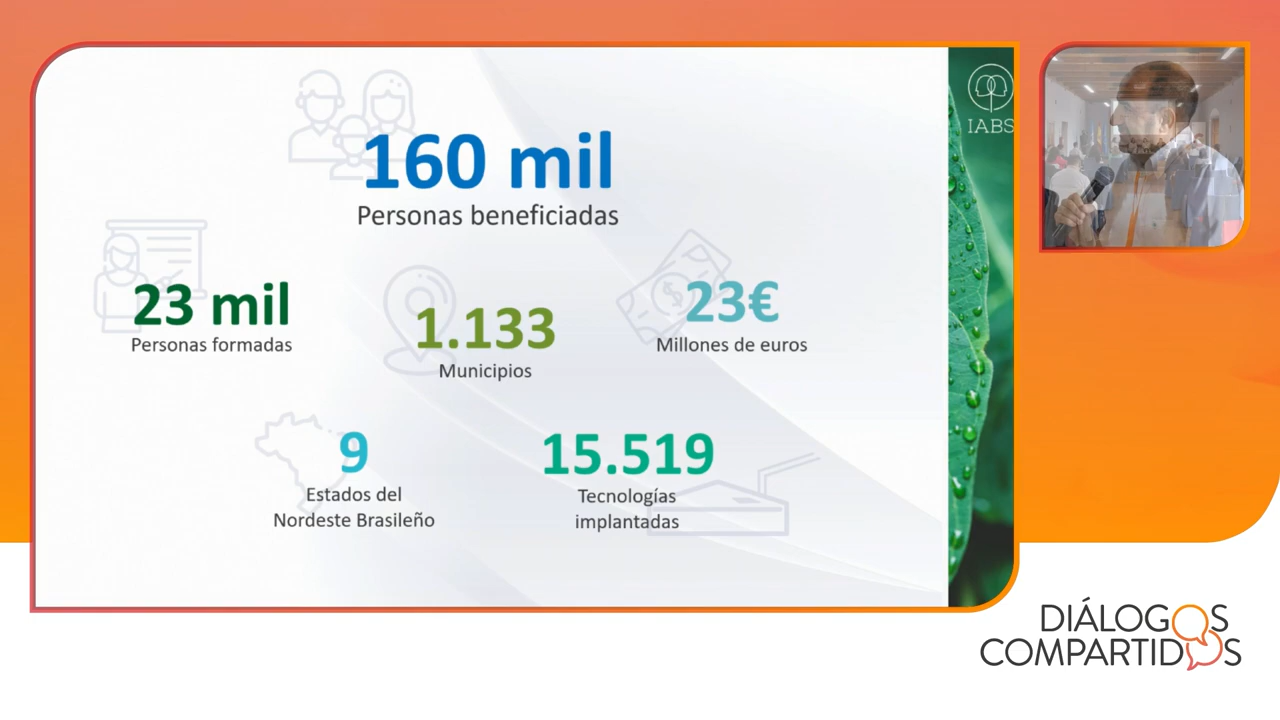 IABS
160 mil
Personas beneficiadas
23 mil
Personas formadas
1.133
Municipios
23€
Millones de euros
9
Estados del
Nordeste Brasileño
15.519
Tecnologías
implantadas
DIÁLOGOS
COMPARTIDOS